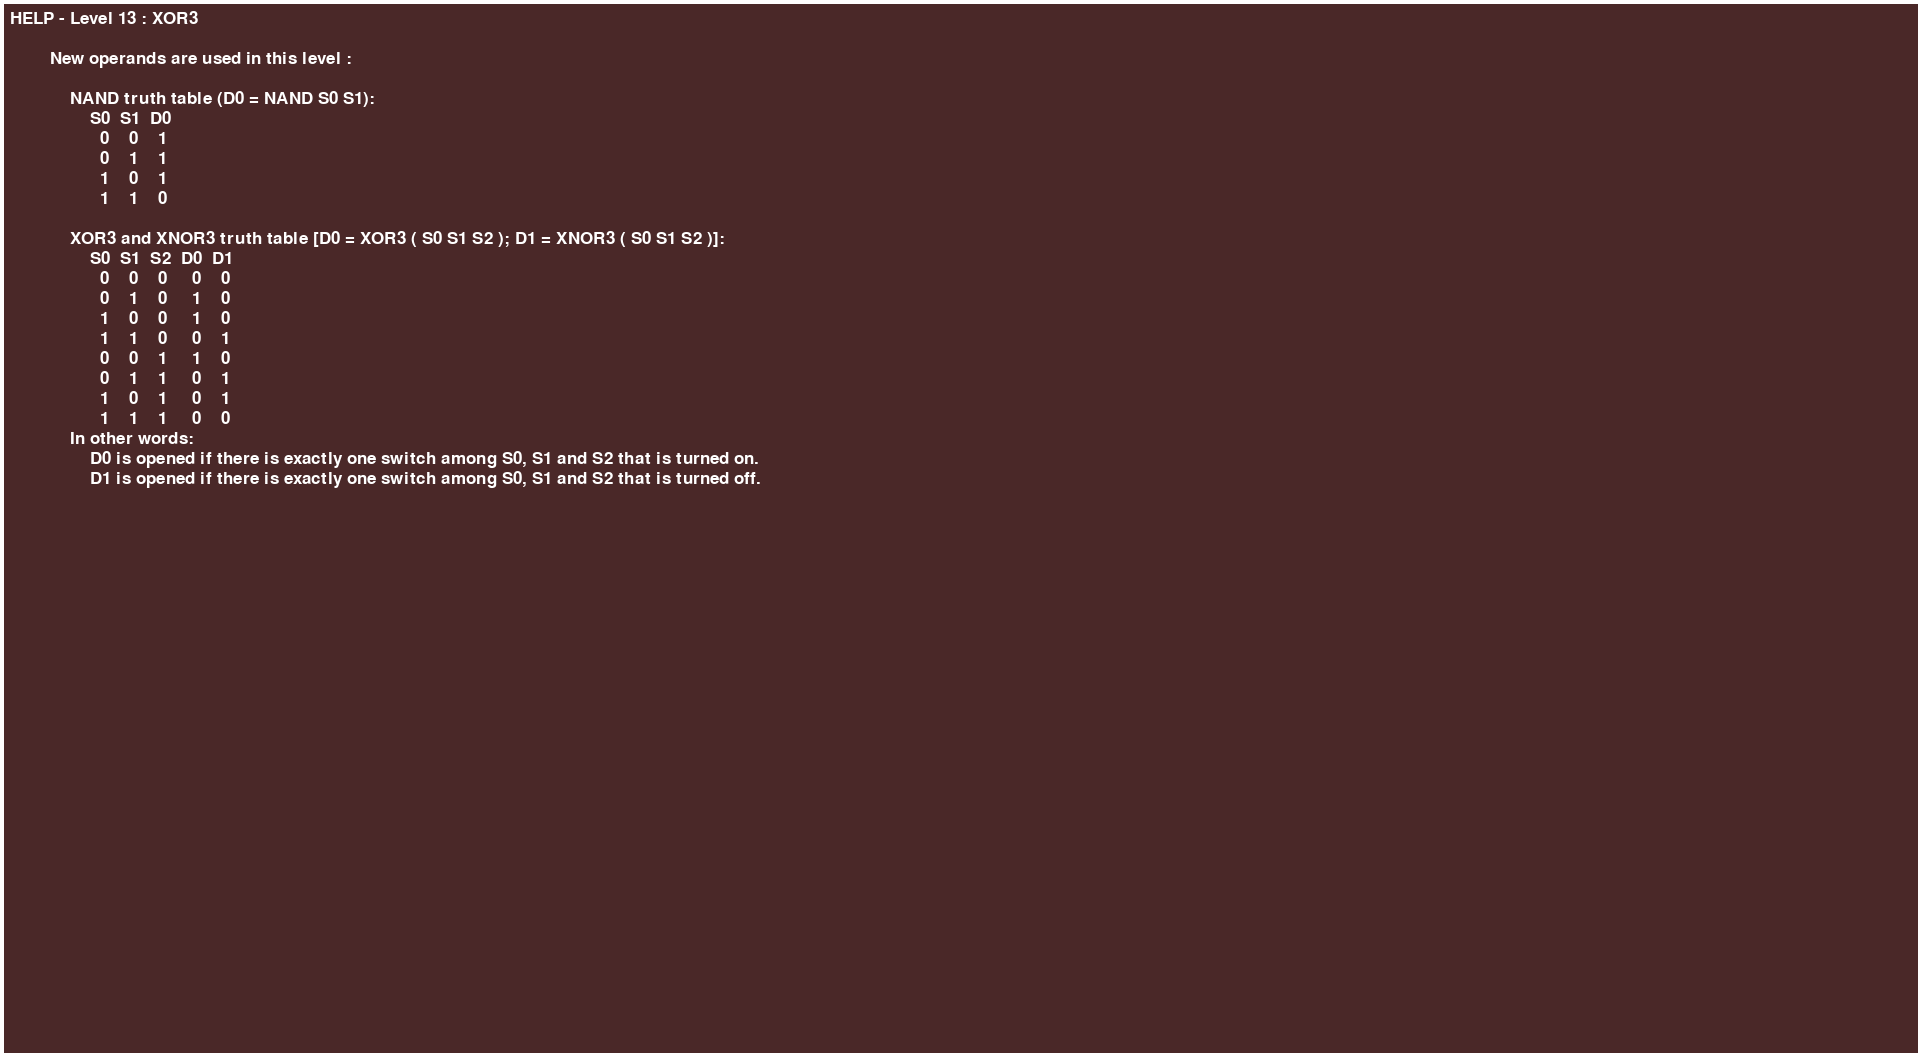 HELP - Level 13 : XOR3
New operands are used in this level :
NAND truth table (D0 = NAND S0 S1):
S0 S1 D0
0 0 1
0 1 1
1 0 1
1 1 0
XOR3 and XNOR3 truth table [D0 = XOR3 ( S0 S1 S2 ); D1 = XNOR3 ( S0 S1 S2 )]:
S0 S1 S2 D0 D1
0 0 0 0 0
0 1 0 1 0
1 0 0 1 0
1 1 0 0 1
0 0 1 1 0
0 1 1 0 1
1 0 1 0 1
1 1 1 0 0
In other words:
D0 is opened if there is exactly one switch among S0, S1 and S2 that is turned on.
D1 is opened if there is exactly one switch among S0, S1 and S2 that is turned off.